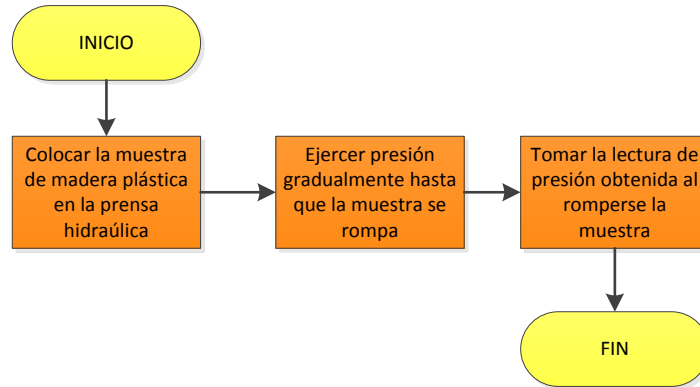 INICIO
Colocar la muestra
de madera plástica
en la prensa
hidraúlica
Ejercer presión
gradualmente hasta
que la muestra se
rompa
Tomar la lectura de
presión obtenida al
romperse la
muestra
FIN